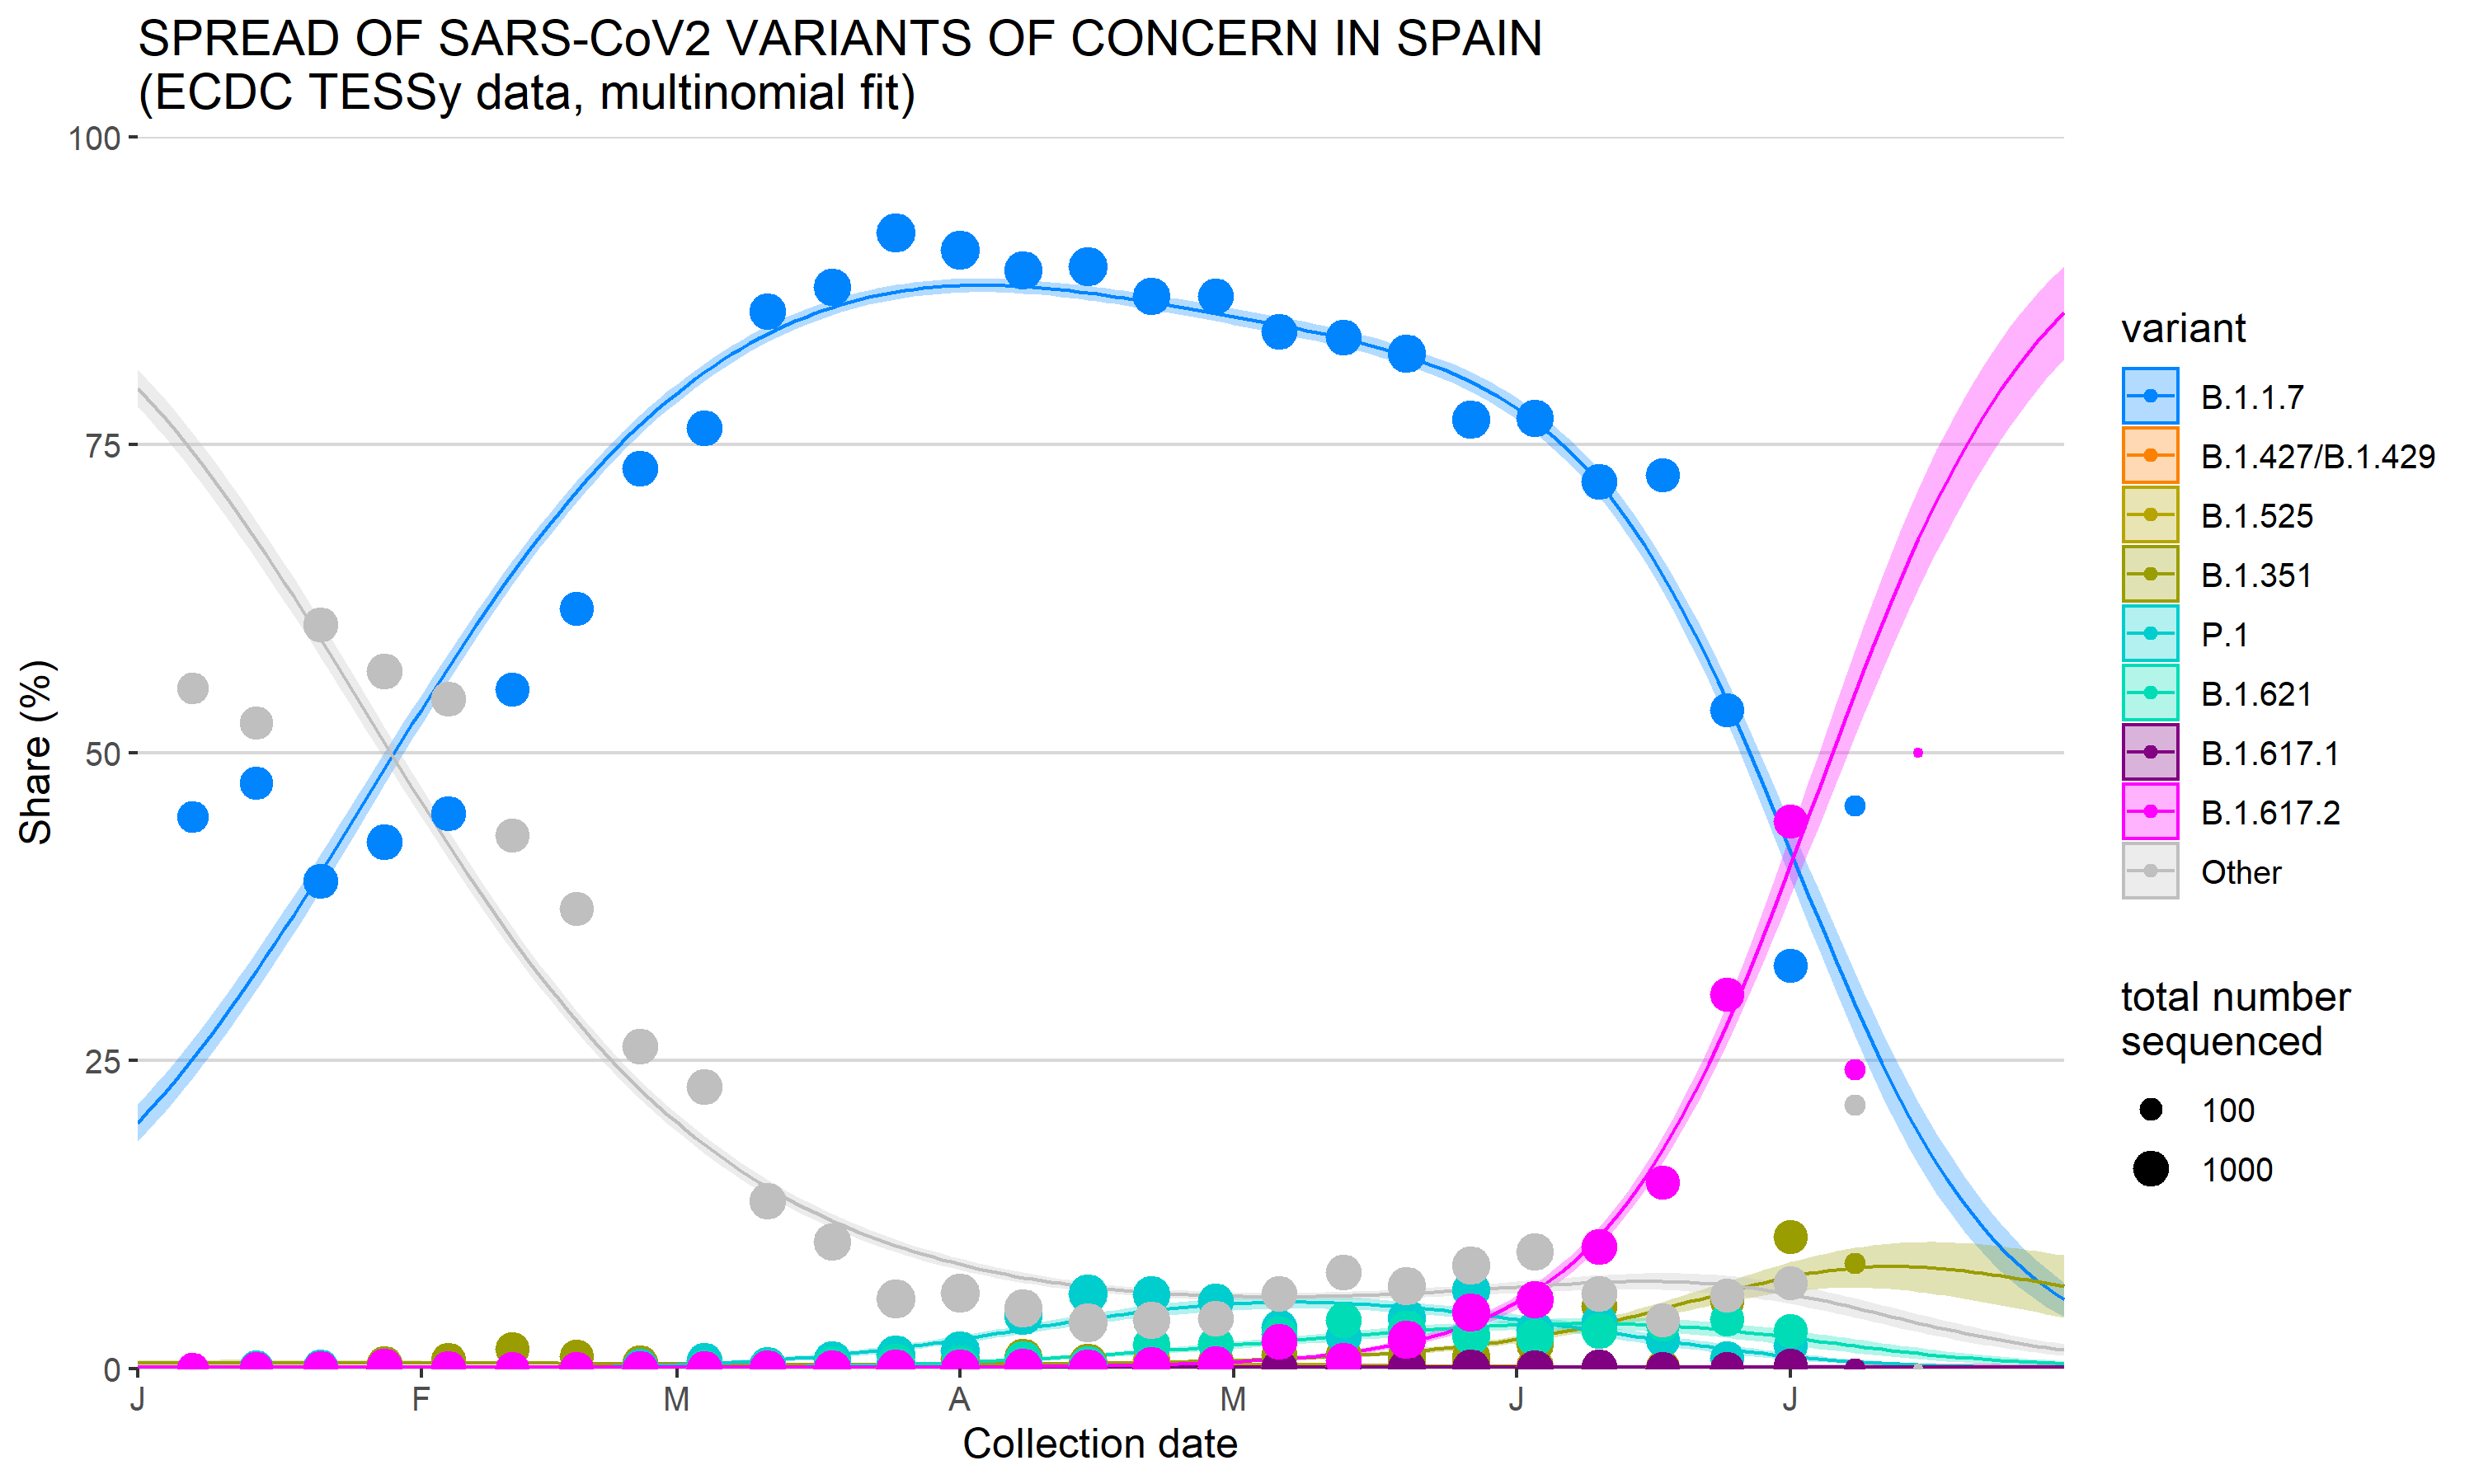 SPREAD OF SARS-CoV2 VARIANTS OF CONCERN IN SPAIN
(ECDC TESSy data, multinomial fit)
100
75
50
25
0
Share (%)
J F M A M J J
Collection date
variant
B.1.1.7
B.1.427/B.1.429
B.1.525
B.1.351
P.1
B.1.621
B.1.617.1
B.1.617.2
Other
total number
sequenced
100
1000